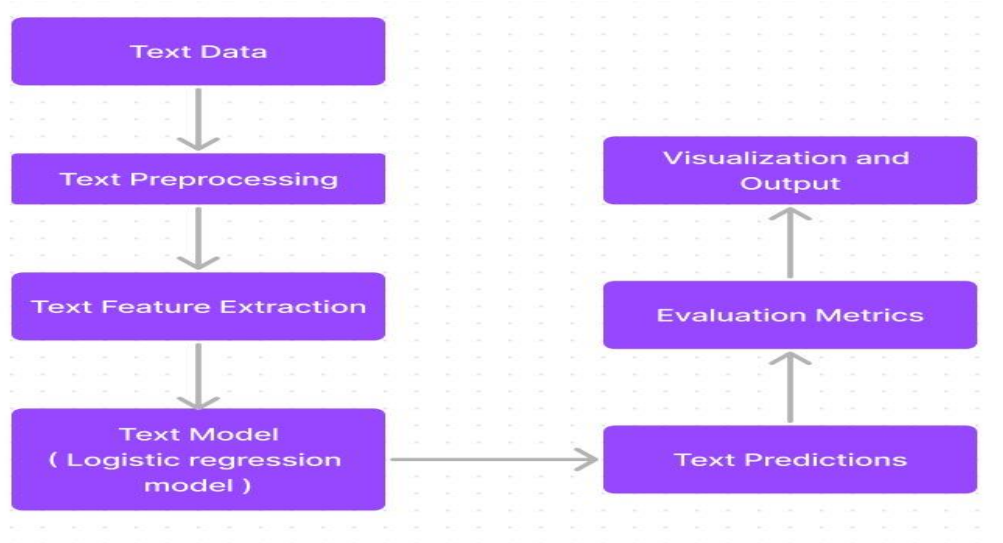 Text Data
Text Preprocessing
Text Feature Extraction
Text Model
( Logistic regression
model )
Text Predictions
Evaluation Metrics
Visualization and
Output